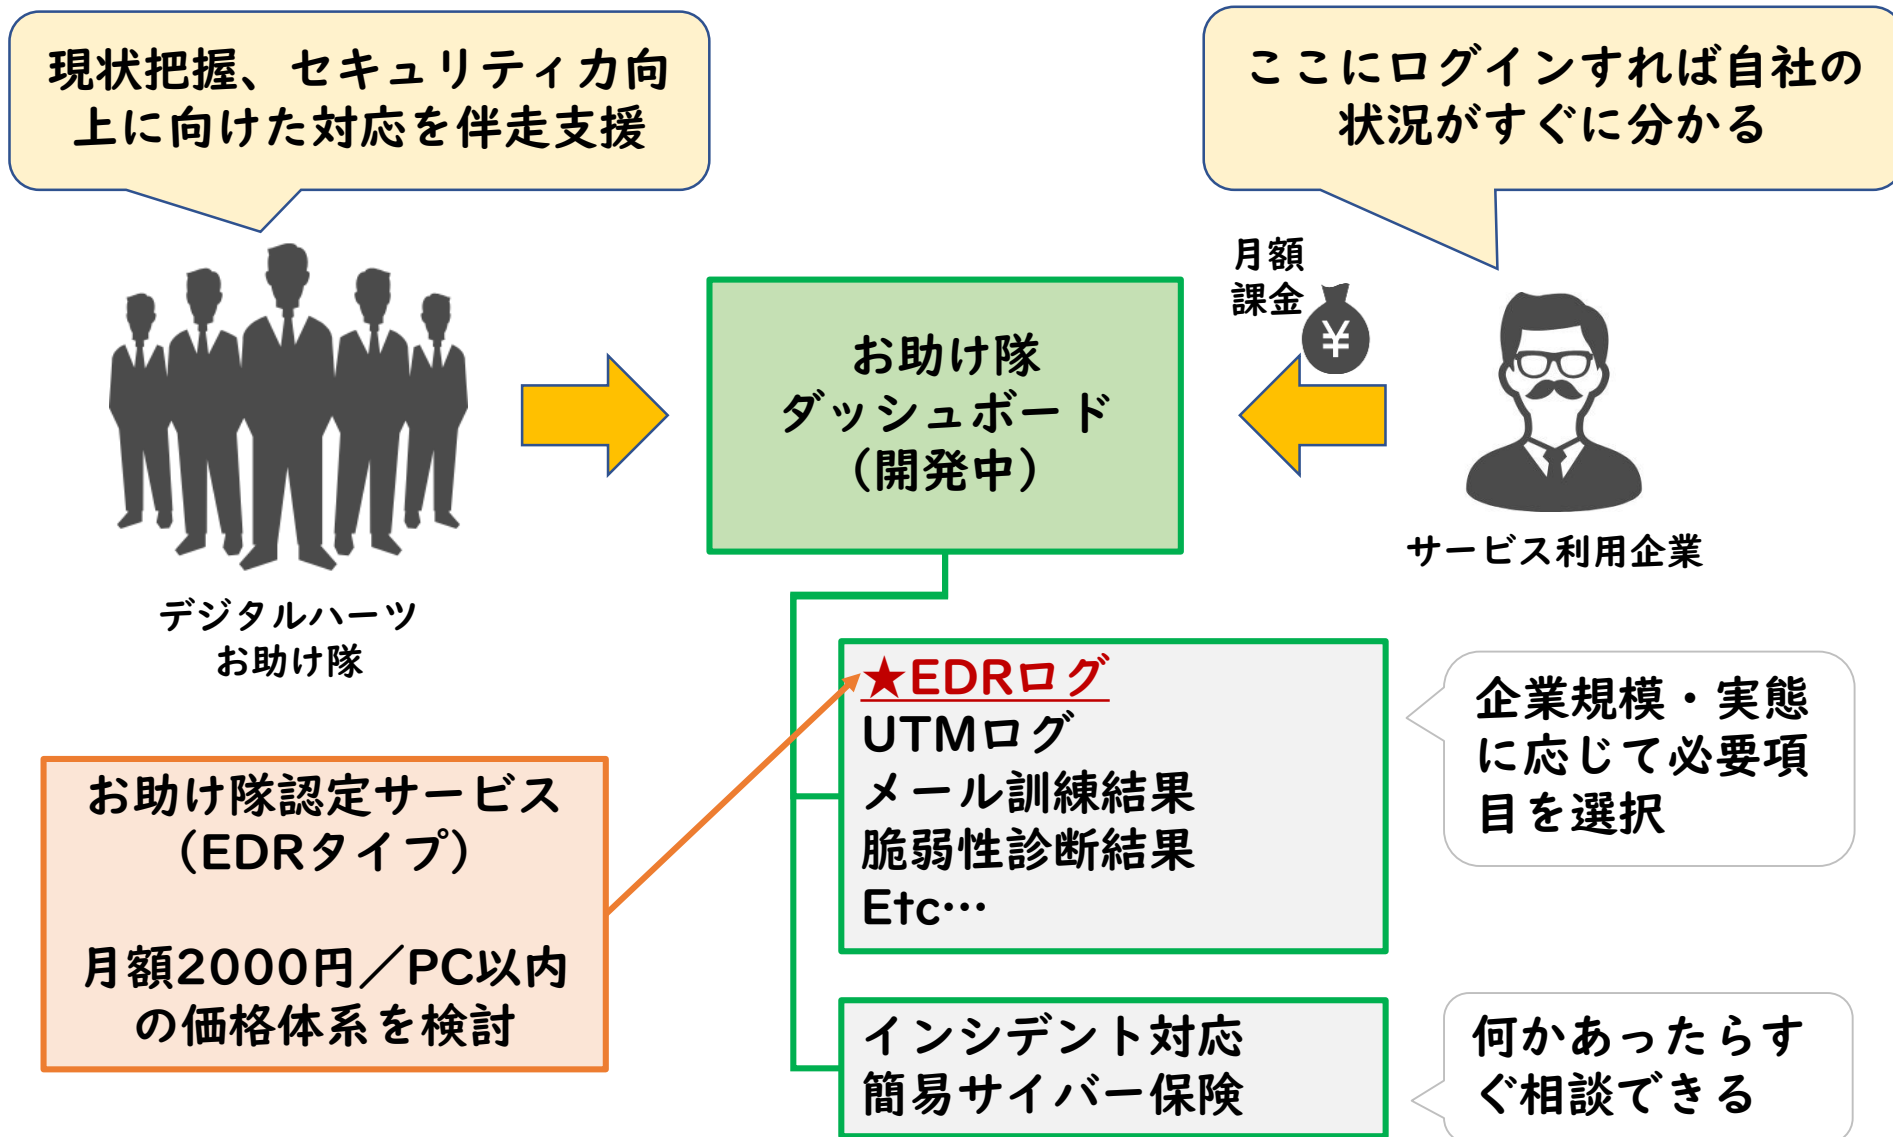 現状把握、セキュリティ力向
上に向けた対応を伴走支援
ここにログインすれば自社の
状況がすぐに分かる
月額
課金
¥
お助け隊
ダッシュボード
（開発中）
サービス利用企業
デジタルハーツ
お助け隊
★EDRログ
UTMログ
メール訓練結果
脆弱性診断結果
Etc…
企業規模・実態
に応じて必要項
目を選択
お助け隊認定サービス
（EDRタイプ）
月額2000円／PC以内
の価格体系を検討
インシデント対応
簡易サイバー保険
何かあったらす
ぐ相談できる